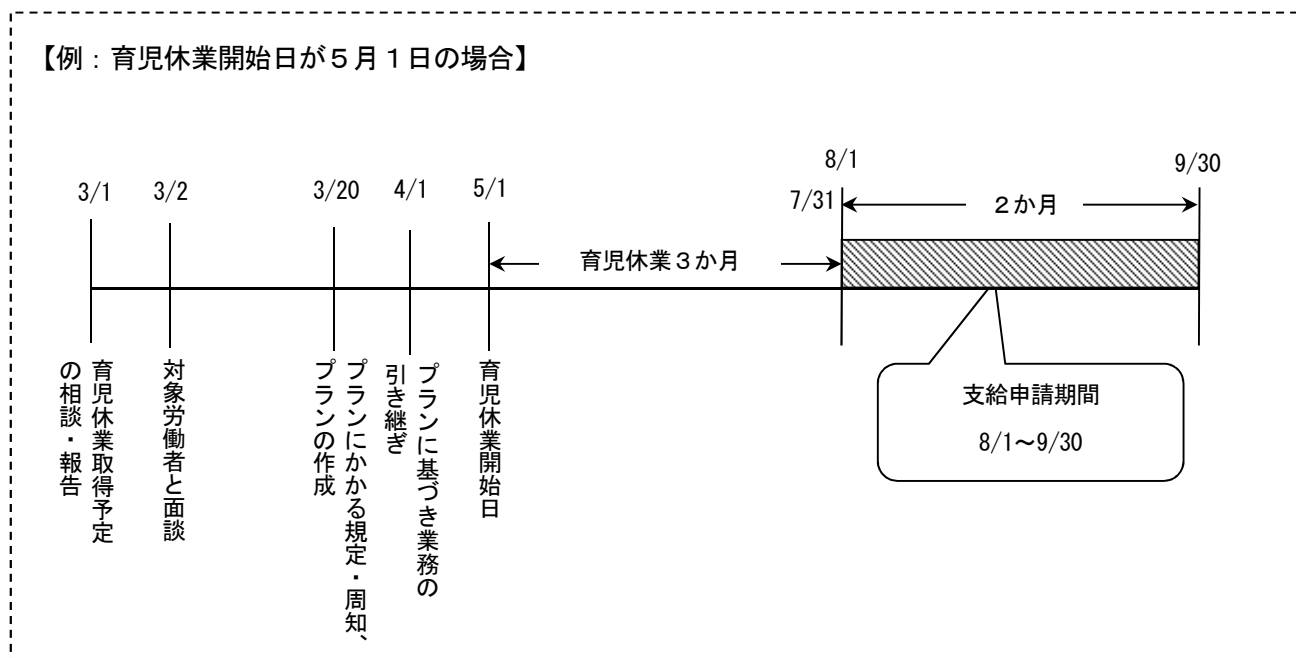 【例：育児休業開始日が５月１日の場合】
8/1
9/30
3/1
3/2
3/20
4/1
5/1
7/31
２か月
育児休業３か月
育児休業取得予定
の相談・報告
対象労働者と面談
プランにかかる規定・周知、
プランの作成
プランに基づき業務の
引き継ぎ
育児休業開始日
支給申請期間
8/1～9/30